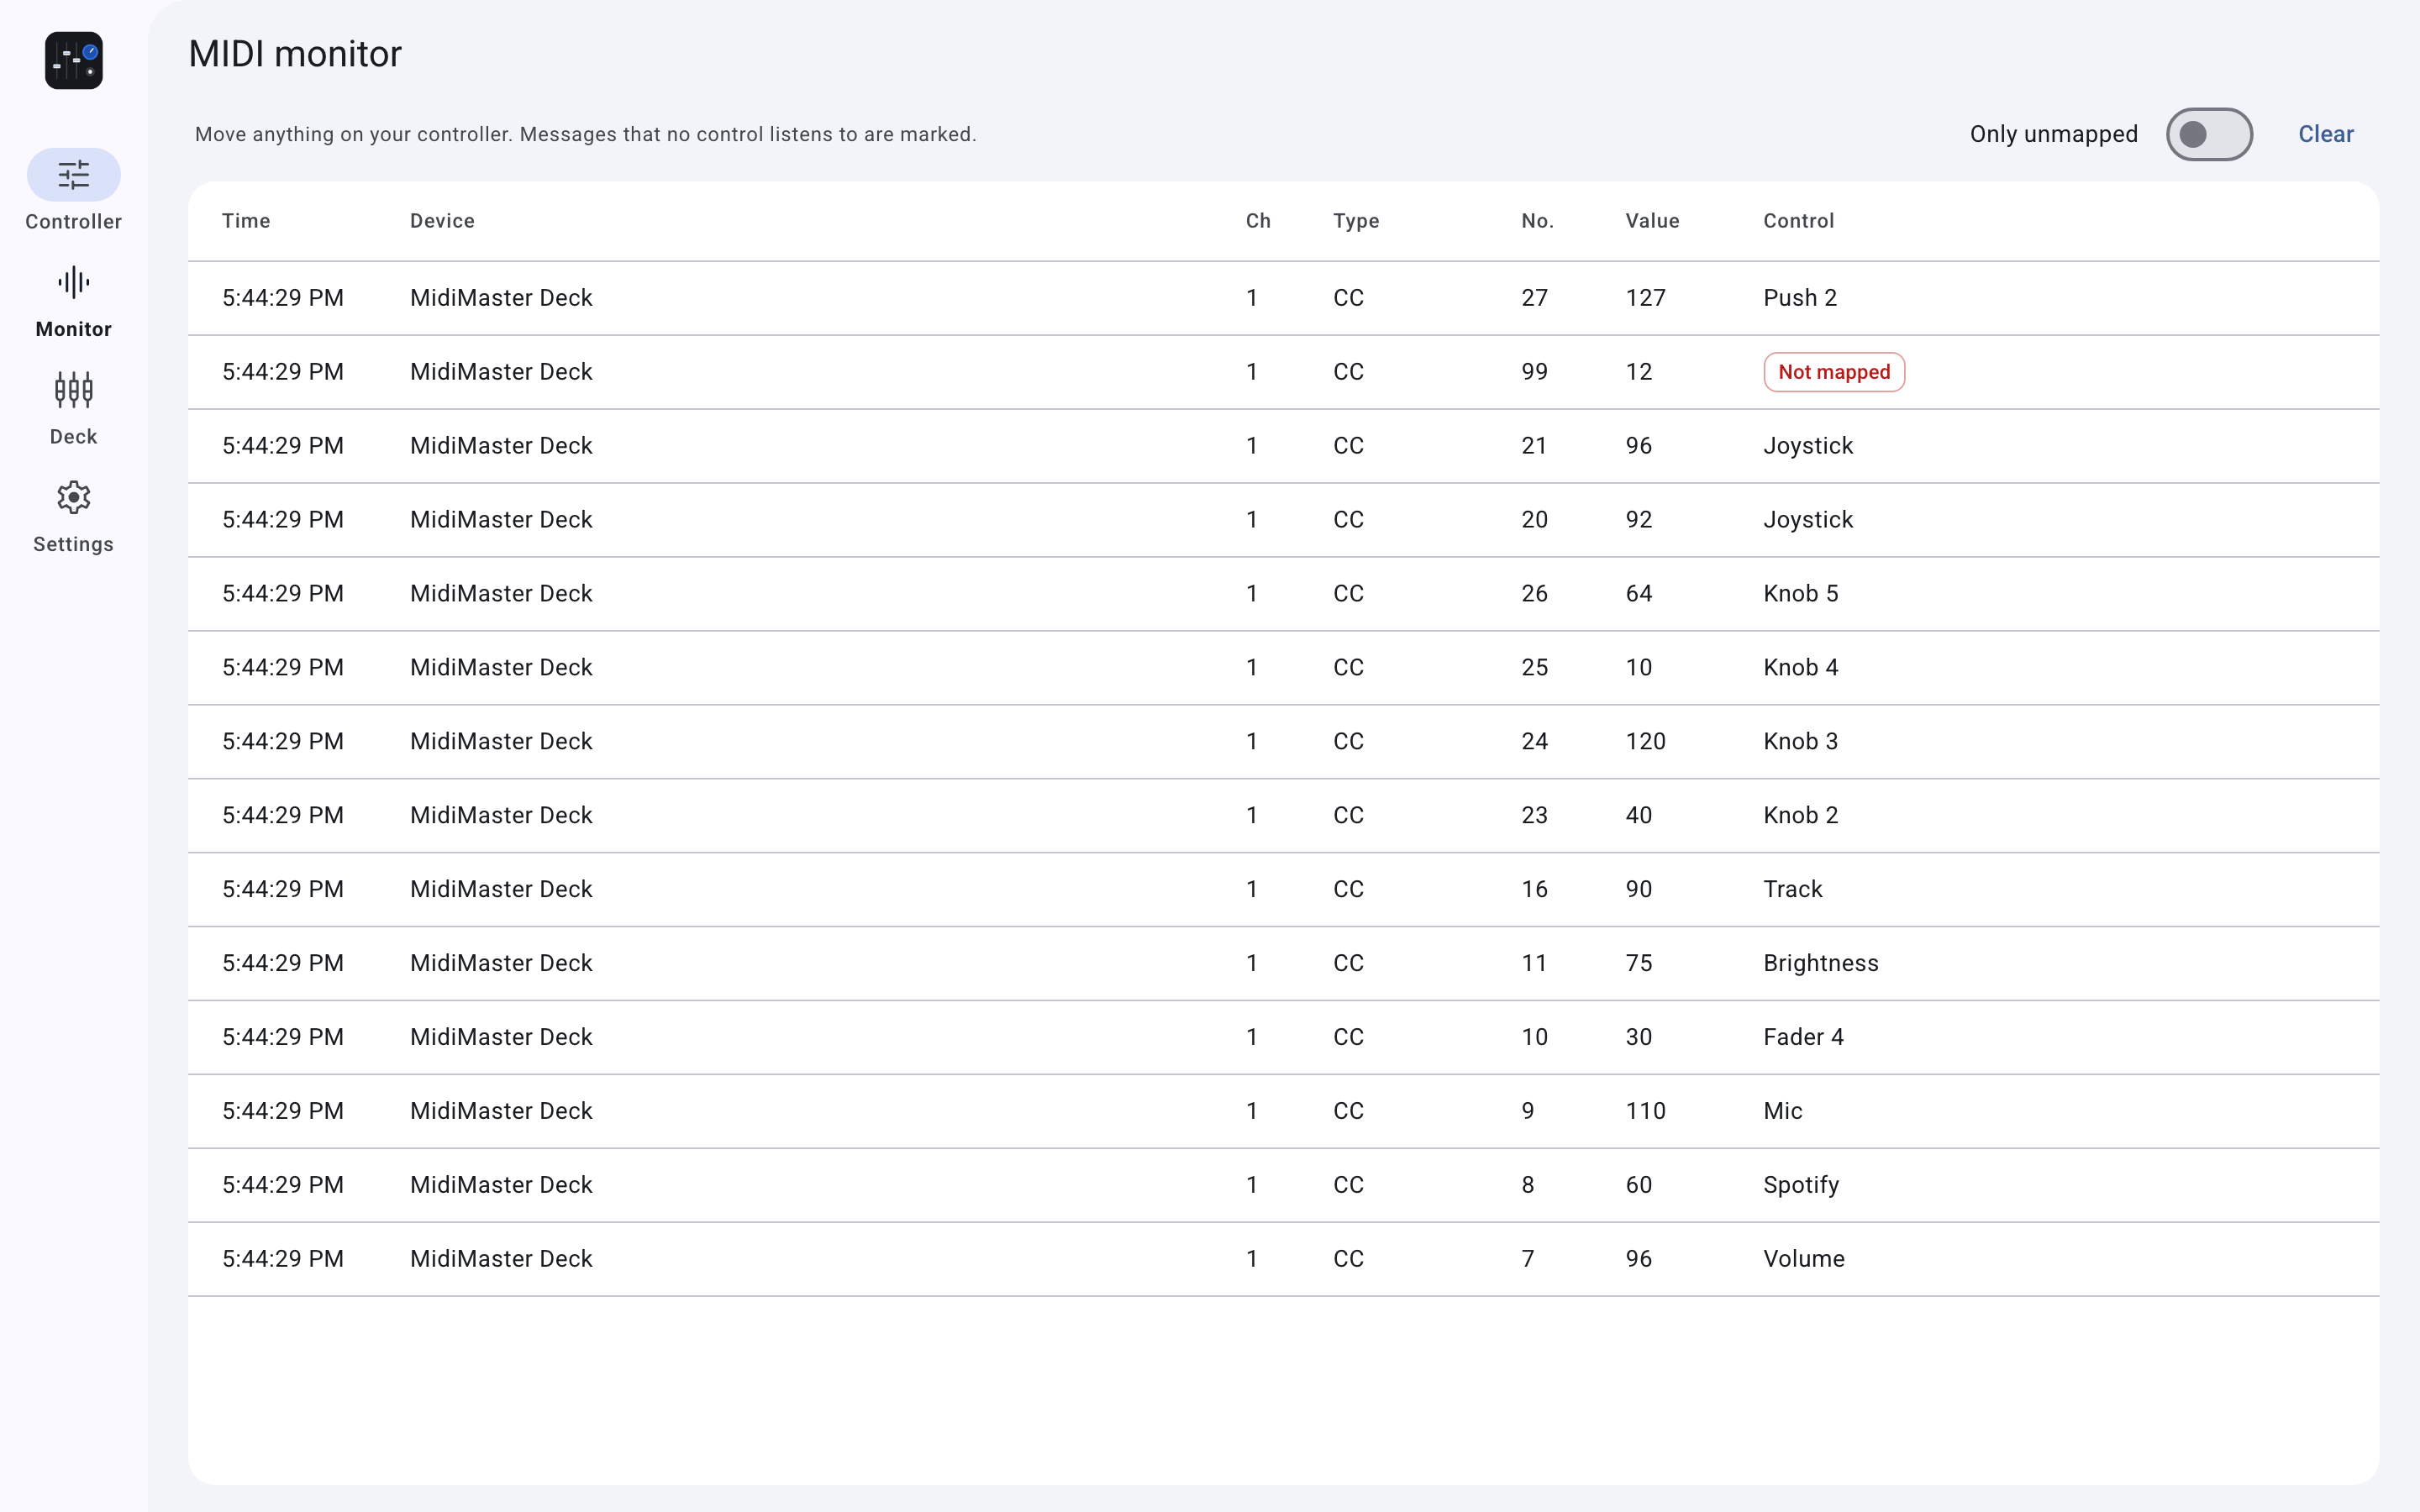 MIDI monitor
Move anything on your controller. Messages that no control listens to are marked.
Only unmapped
Clear
Controller
Monitor
Deck
Settings
Time Device Ch Type No. Value Control
5:44:29 PM MidiMaster Deck 1 CC 27 127 Push 2
5:44:29 PM MidiMaster Deck 1 CC 99 12 Not mapped
5:44:29 PM MidiMaster Deck 1 CC 21 96 Joystick
5:44:29 PM MidiMaster Deck 1 CC 20 92 Joystick
5:44:29 PM MidiMaster Deck 1 CC 26 64 Knob 5
5:44:29 PM MidiMaster Deck 1 CC 25 10 Knob 4
5:44:29 PM MidiMaster Deck 1 CC 24 120 Knob 3
5:44:29 PM MidiMaster Deck 1 CC 23 40 Knob 2
5:44:29 PM MidiMaster Deck 1 CC 16 90 Track
5:44:29 PM MidiMaster Deck 1 CC 11 75 Brightness
5:44:29 PM MidiMaster Deck 1 CC 10 30 Fader 4
5:44:29 PM MidiMaster Deck 1 CC 9 110 Mic
5:44:29 PM MidiMaster Deck 1 CC 8 60 Spotify
5:44:29 PM MidiMaster Deck 1 CC 7 96 Volume